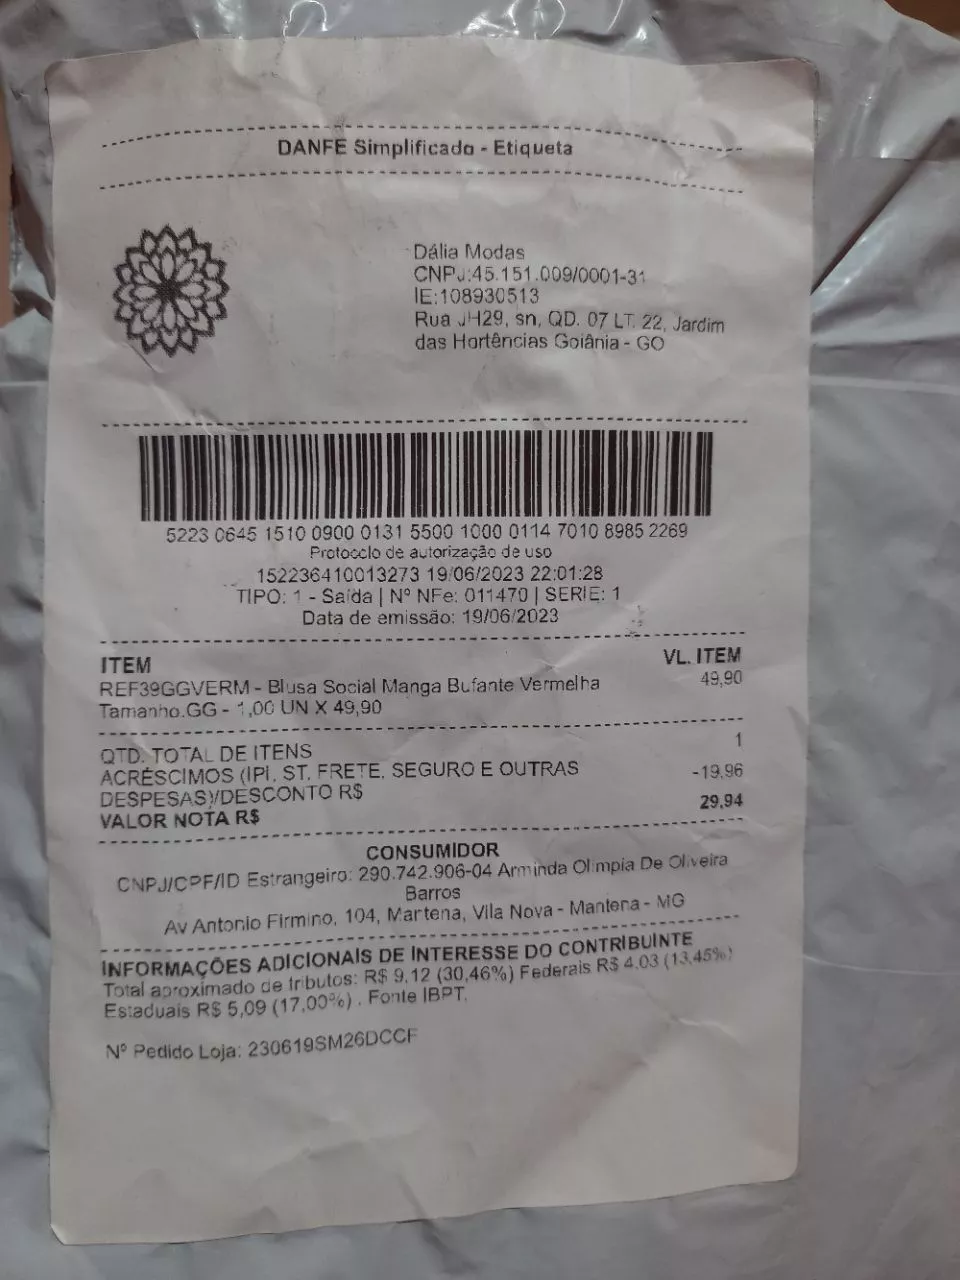 DANFE Simplificado - Etiqueta
Dália Modas
CNPJ:45.151.009/0001-31
IE:108930513
Rua JH29, sn, QD. 07 LT. 22, Jardim
das Hortências Goiânia - GO
5223 0645 1510 0900 0131 5500 1000 0114 7010 8985 2269
Protocolo de autorização de uso
152236410013273 19/06/2023 22:01:28
TIPO: 1 - Saída | Nº NFe: 011470 | SERIE: 1
Data de emissão: 19/06/2023
ITEM VL. ITEM
REF39GGVERM - Blusa Social Manga Bufante Vermelha 49,90
Tamanho.GG - 1,00 UN X 49,90
QTD. TOTAL DE ITENS 1
ACRÉSCIMOS (IPI, ST, FRETE, SEGURO E OUTRAS -19,96
DESPESAS)/DESCONTO R$
VALOR NOTA R$ 29,94
CONSUMIDOR
CNPJ/CPF/ID Estrangeiro: 290.742.906-04 Arminda Olimpia De Oliveira
Barros
Av Antonio Firmino, 104, Martena, Vila Nova - Mantena - MG
INFORMAÇÕES ADICIONAIS DE INTERESSE DO CONTRIBUINTE
Total aproximado de tributos: R$ 9,12 (30,46%) Federais R$ 4,03 (13,45%)
Estaduais R$ 5,09 (17,00%) . Fonte IBPT.
Nº Pedido Loja: 230619SM26DCCF